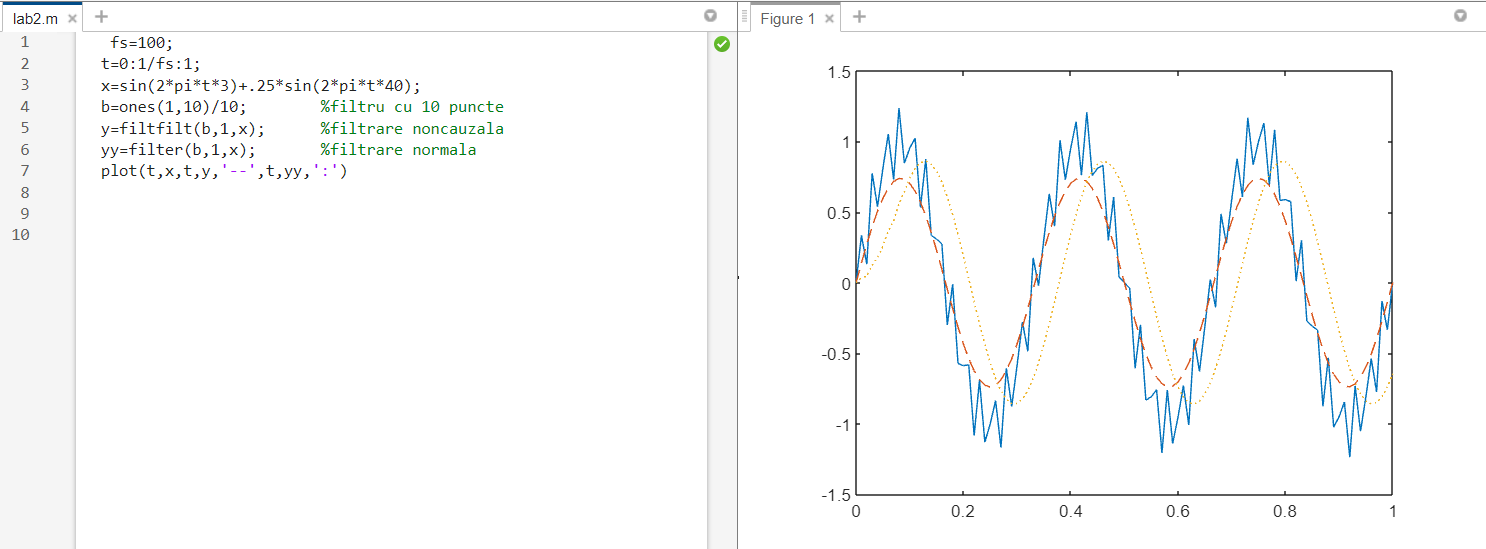 lab2.m
1 fs=100;
2 t=0:1/fs:1;
3 x=sin(2*pi*t*3)+.25*sin(2*pi*t*40);
4 b=ones(1,10)/10; %filtru cu 10 puncte
5 y=filtfilt(b,1,x); %filtrare noncauzala
6 yy=filter(b,1,x); %filtrare normala
7 plot(t,x,t,y,'--',t,yy,':')
8
9
10
Figure 1
1.5
1
0.5
0
-0.5
-1
-1.5
0 0.2 0.4 0.6 0.8 1